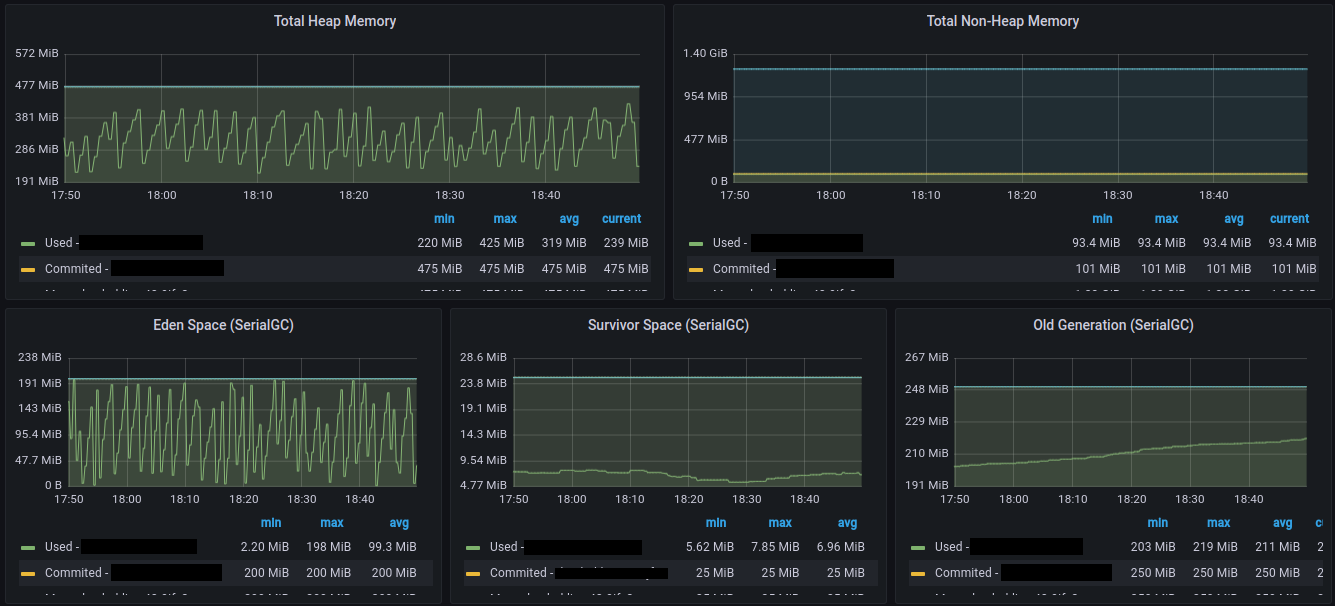 Total Heap Memory
572 MiB
477 MiB
381 MiB
286 MiB
191 MiB
17:50 18:00 18:10 18:20 18:30 18:40
min max avg current
Used - 220 MiB 425 MiB 319 MiB 239 MiB
Commited - 475 MiB 475 MiB 475 MiB 475 MiB
Total Non-Heap Memory
1.40 GiB
954 MiB
477 MiB
0 B
17:50 18:00 18:10 18:20 18:30 18:40
min max avg current
Used - 93.4 MiB 93.4 MiB 93.4 MiB 93.4 MiB
Commited - 101 MiB 101 MiB 101 MiB 101 MiB
Eden Space (SerialGC)
238 MiB
191 MiB
143 MiB
95.4 MiB
47.7 MiB
0 B
17:50 18:00 18:10 18:20 18:30 18:40
min max avg
Used - 2.20 MiB 198 MiB 99.3 MiB
Commited - 200 MiB 200 MiB 200 MiB
Survivor Space (SerialGC)
28.6 MiB
23.8 MiB
19.1 MiB
14.3 MiB
9.54 MiB
4.77 MiB
17:50 18:00 18:10 18:20 18:30 18:40
min max avg
Used - 5.62 MiB 7.85 MiB 6.96 MiB
Commited - 25 MiB 25 MiB 25 MiB
Old Generation (SerialGC)
267 MiB
248 MiB
229 MiB
210 MiB
191 MiB
17:50 18:00 18:10 18:20 18:30 18:40
min max avg
Used - 203 MiB 219 MiB 211 MiB 2
Commited - 250 MiB 250 MiB 250 MiB 2